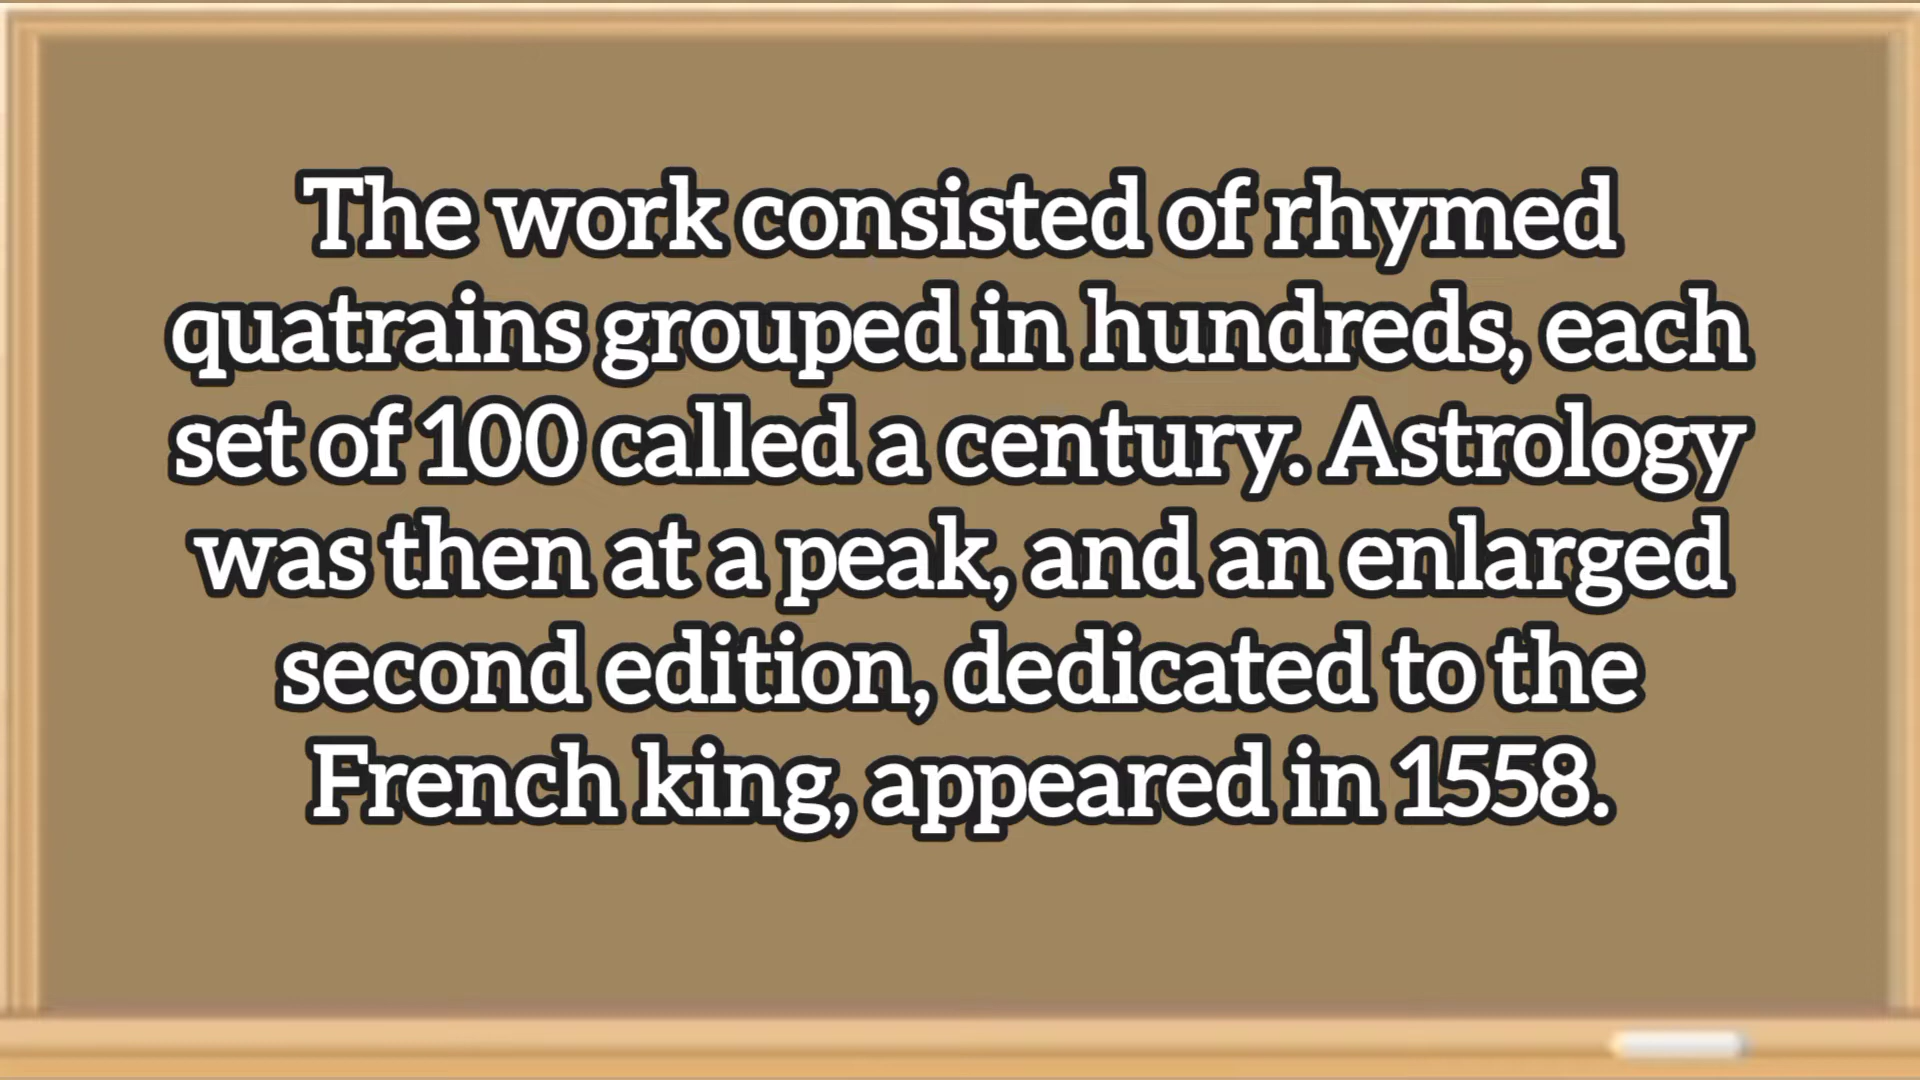 The work consisted of rhymed
quatrains grouped in hundreds, each
set of 100 called a century. Astrology
was then at a peak, and an enlarged
second edition, dedicated to the
French king, appeared in 1558.